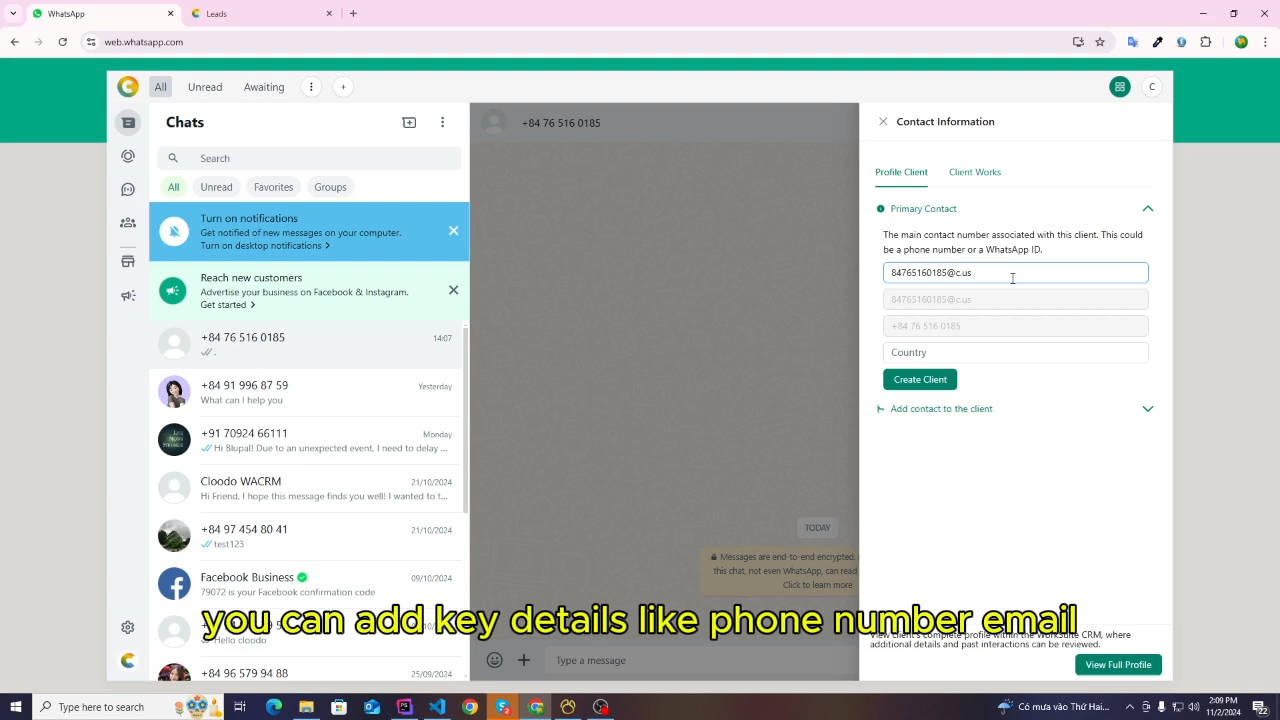 WhatsApp
Leads
web.whatsapp.com
All
Unread
Awaiting
C
Chats
Search
All
Unread
Favorites
Groups
Turn on notifications
Get notified of new messages on your computer.
Turn on desktop notifications >
Reach new customers
Advertise your business on Facebook & Instagram.
Get started >
+84 76 516 0185
14:07
.
+84 91 996 87 59
Yesterday
What can I help you
+91 70924 66111
Monday
Hi Blupal! Due to an unexpected event, I need to delay ...
Cloodo WACRM
21/10/2024
Hi Friend, I hope this message finds you well! I wanted to t...
+84 97 454 80 41
21/10/2024
test123
Facebook Business
09/10/2024
79072 is your Facebook confirmation code
Hello cloodo
+84 96 579 94 88
25/09/2024
+84 76 516 0185
TODAY
Messages are end-to-end encrypted.
this chat, not even WhatsApp, can read
Click to learn more
Type a message
Contact Information
Profile Client
Client Works
Primary Contact
The main contact number associated with this client. This could
be a phone number or a WhatsApp ID.
84765160185@c.us
84765160185@c.us
+84 76 516 0185
Country
Create Client
Add contact to the client
View client's complete profile within the WorkSuite CRM, where
additional details and past interactions can be reviewed.
View Full Profile
you can add key details like phone number email
Type here to search
Có mưa vào Thứ Hai...
2:09 PM
11/2/2024